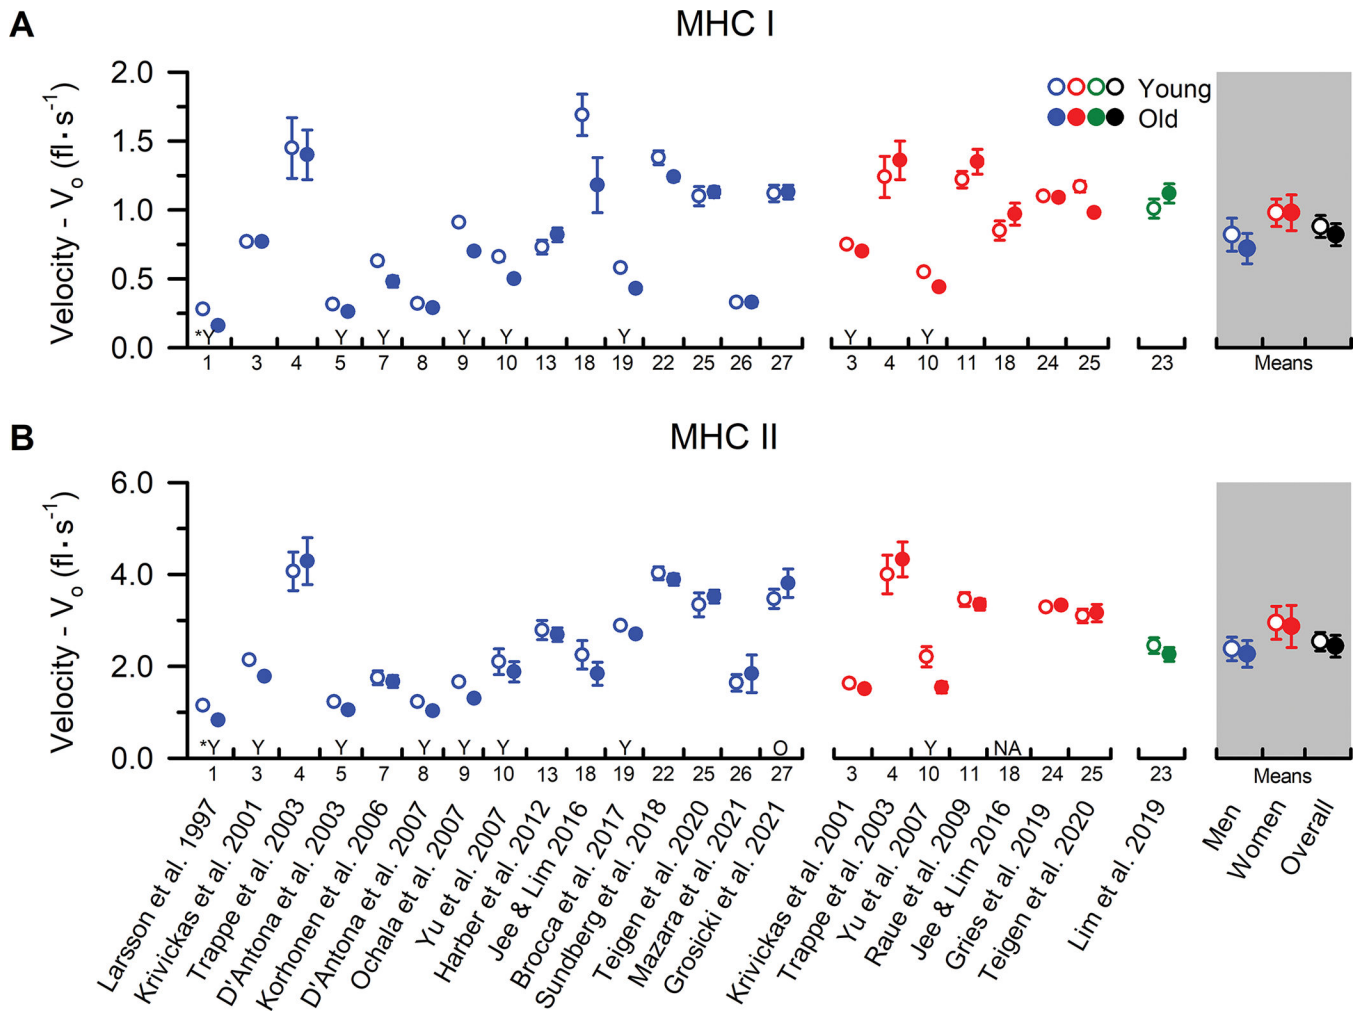 A
MHC I
Velocity - Vo (fl·s-1)
2.0
1.5
1.0
0.5
0.0
Young
Old
*Y Y Y Y Y Y Y Y
1 3 4 5 7 8 9 10 13 18 19 22 25 26 27 3 4 10 11 18 24 25 23 Means
B
MHC II
Velocity - Vo (fl·s-1)
6.0
4.0
2.0
0.0
*Y Y Y Y Y Y Y O Y NA
1 3 4 5 7 8 9 10 13 18 19 22 25 26 27 3 4 10 11 18 24 25 23 Means
Larsson et al. 1997
Krivickas et al. 2001
Trappe et al. 2003
D'Antona et al. 2003
Korhonen et al. 2006
D'Antona et al. 2007
Ochala et al. 2007
Yu et al. 2007
Harber et al. 2012
Jee & Lim 2016
Brocca et al. 2017
Sundberg et al. 2018
Teigen et al. 2020
Mazara et al. 2021
Grosicki et al. 2021
Krivickas et al. 2001
Trappe et al. 2003
Yu et al. 2007
Raue et al. 2009
Jee & Lim 2016
Gries et al. 2019
Teigen et al. 2020
Lim et al. 2019
Men
Women
Overall